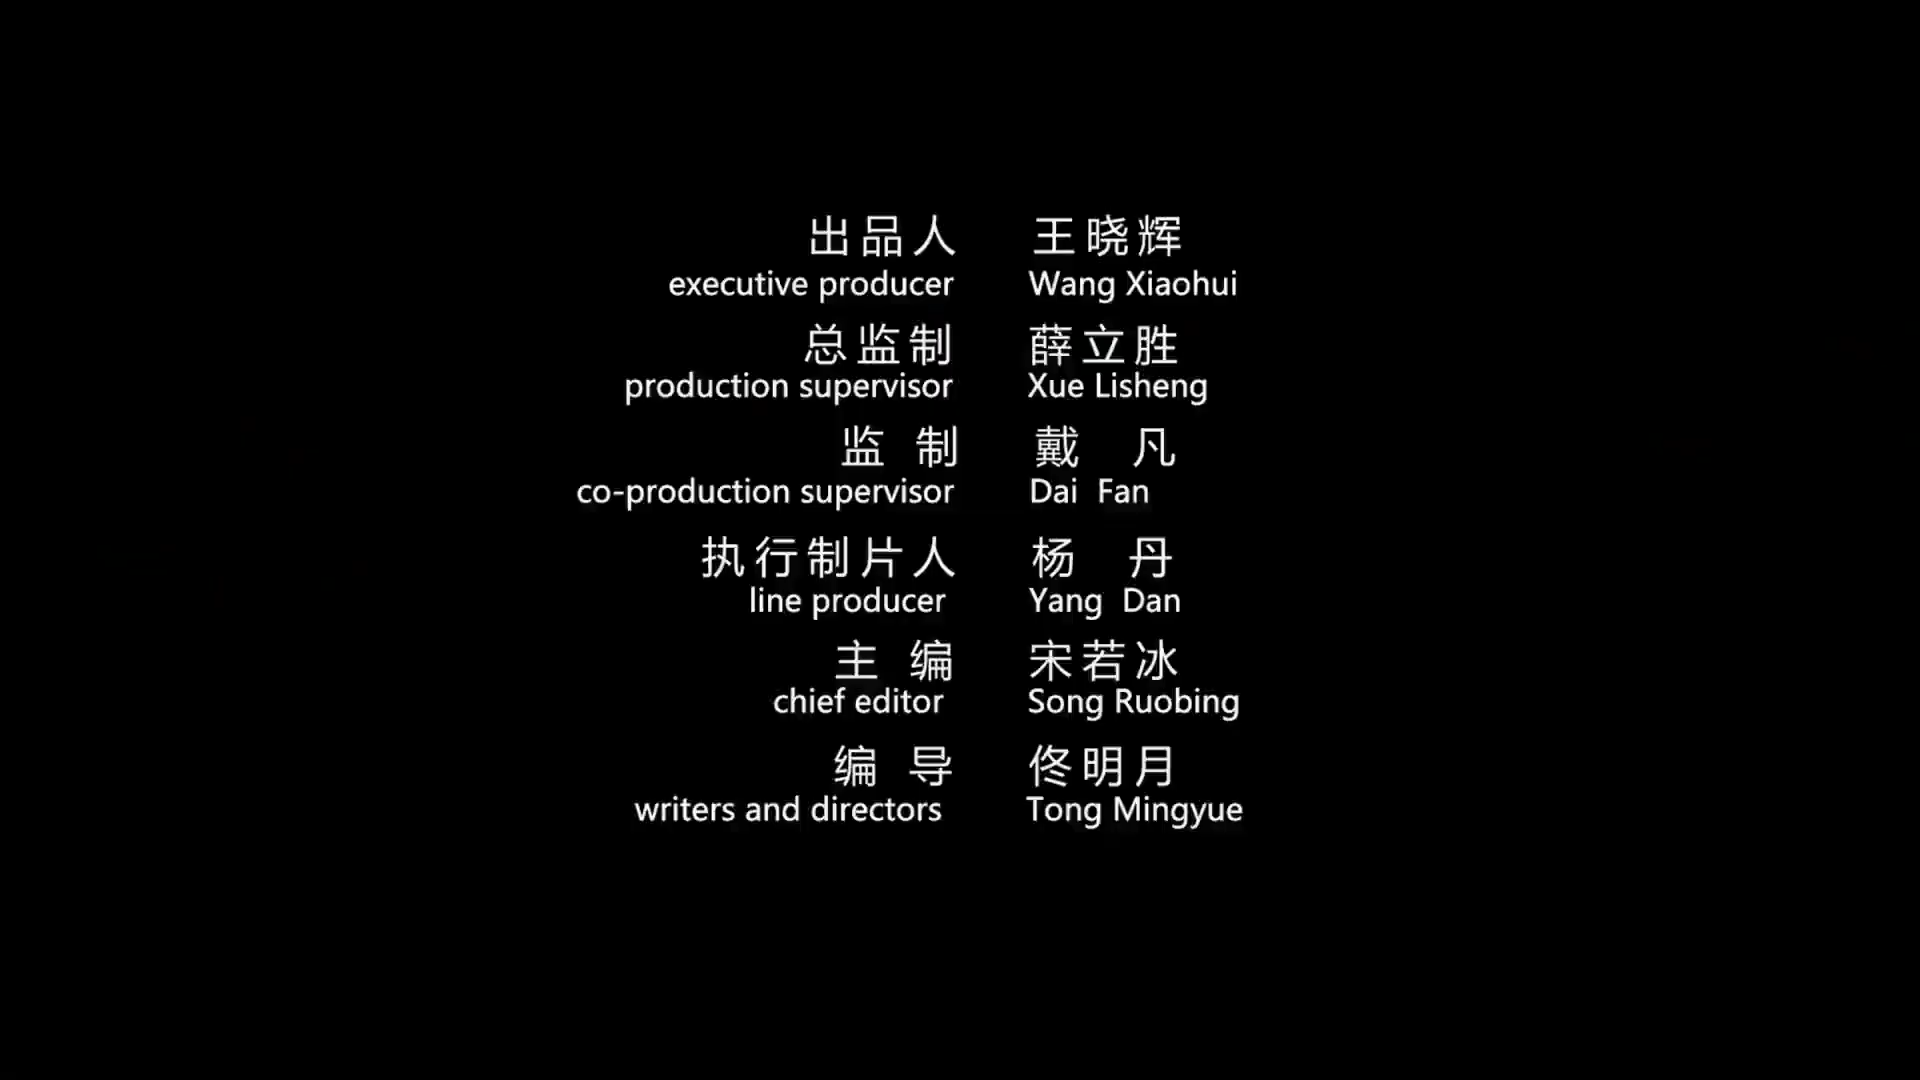 出品人 王晓辉
executive producer Wang Xiaohui
总监制 薛立胜
production supervisor Xue Lisheng
监 制 戴 凡
co-production supervisor Dai Fan
执行制片人 杨 丹
line producer Yang Dan
主 编 宋若冰
chief editor Song Ruobing
编 导 佟明月
writers and directors Tong Mingyue